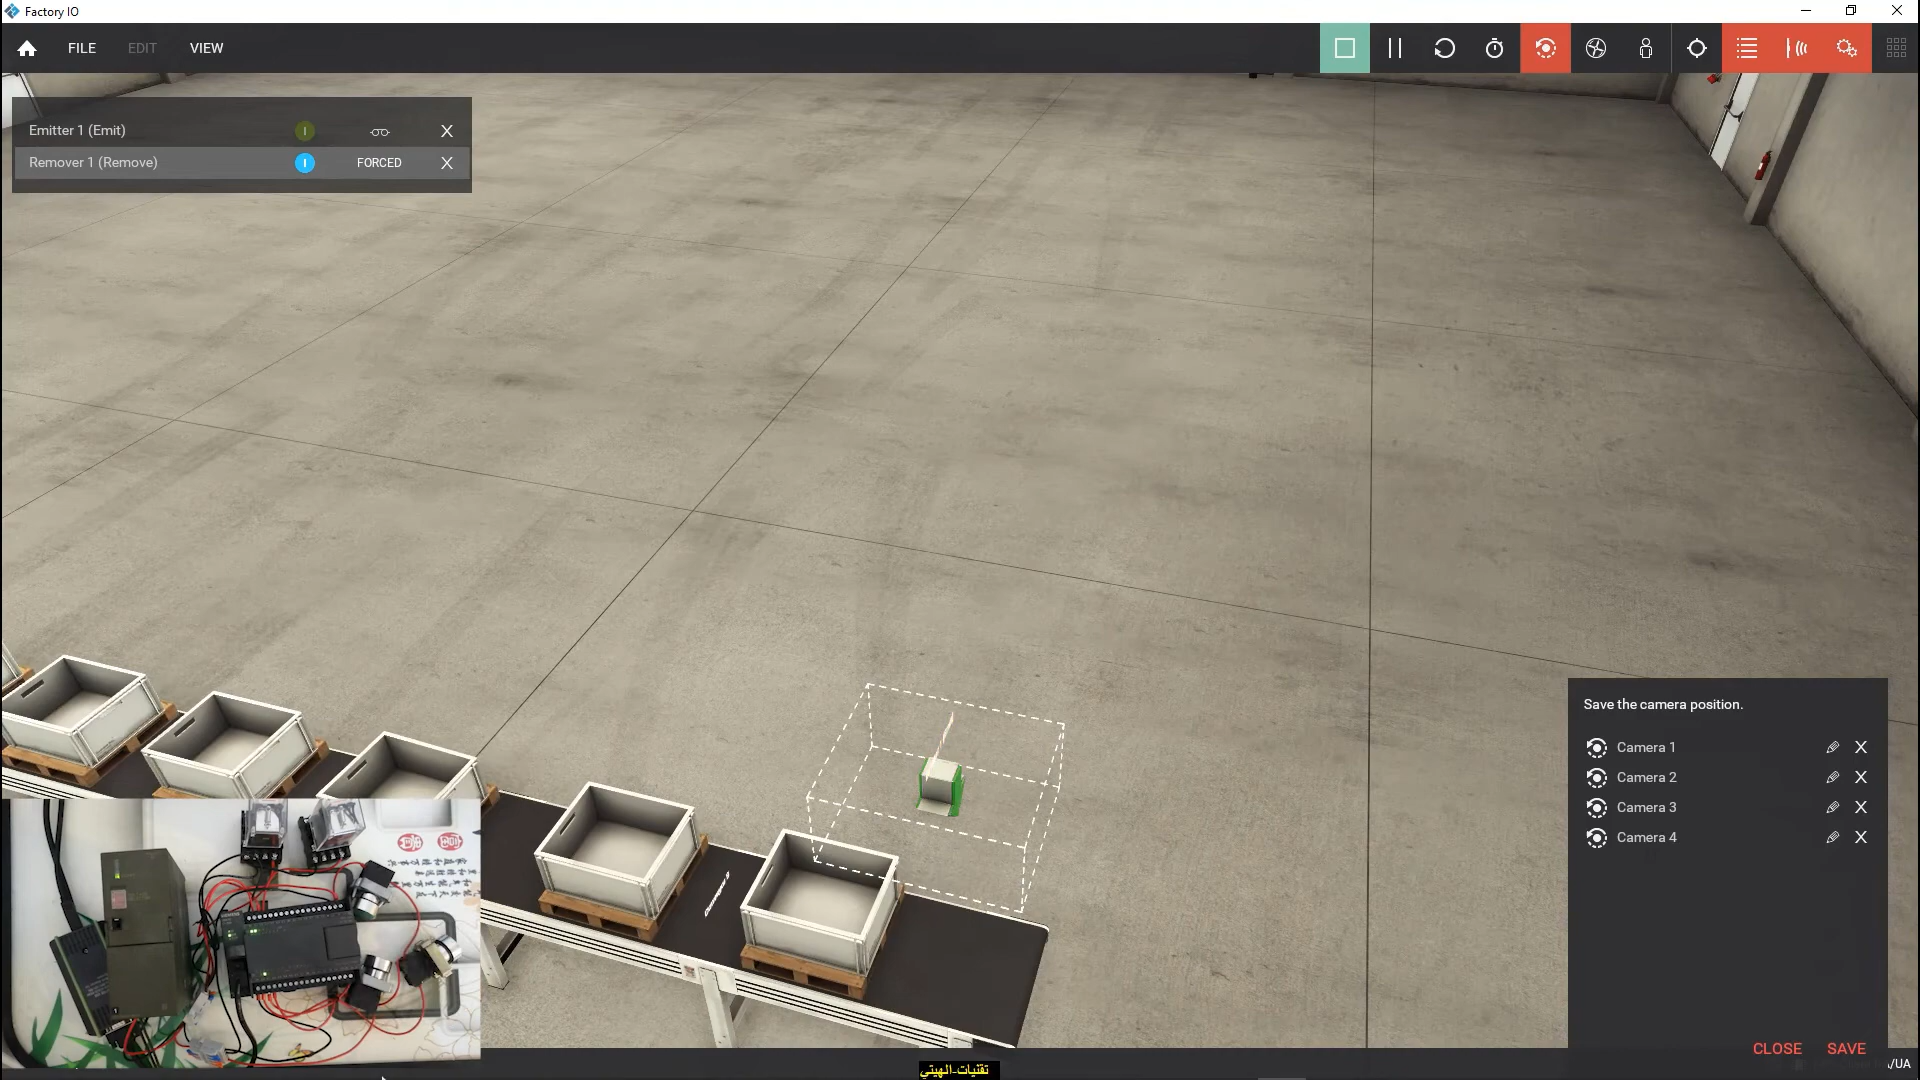 Factory IO
FILE
EDIT
VIEW
Emitter 1 (Emit)
Remover 1 (Remove)
FORCED
Save the camera position.
Camera 1
Camera 2
Camera 3
Camera 4
CLOSE
SAVE
/UA
تقنيات-الهيتي